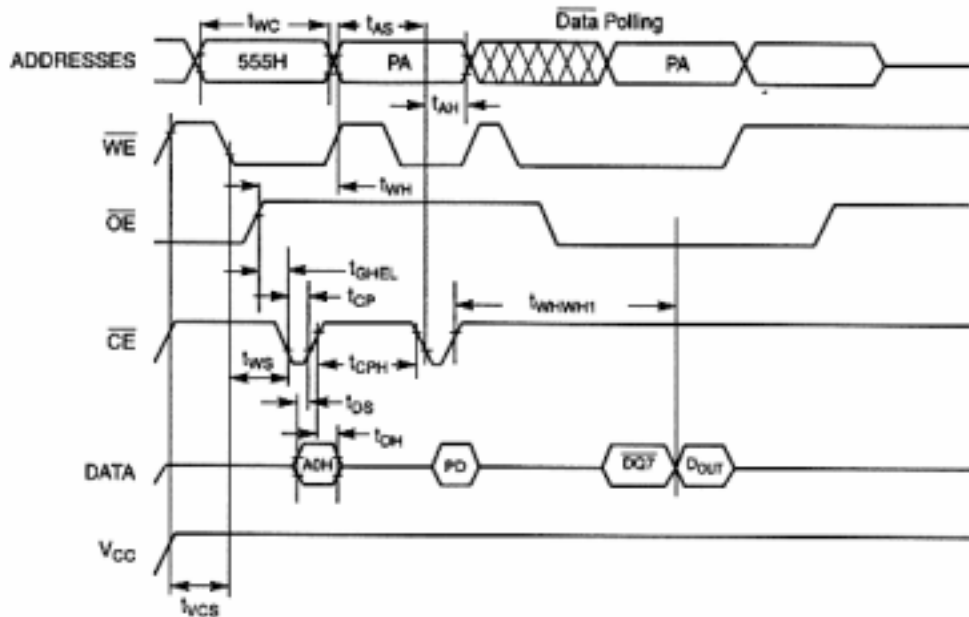 tWC
tAS
Data Polling
ADDRESSES
555H
PA
PA
tAH
WE
tWH
OE
tGHEL
tCP
tWHWH1
CE
tWS
tCPH
tDS
tDH
DATA
A0H
PD
DQ7
DOUT
VCC
tVCS